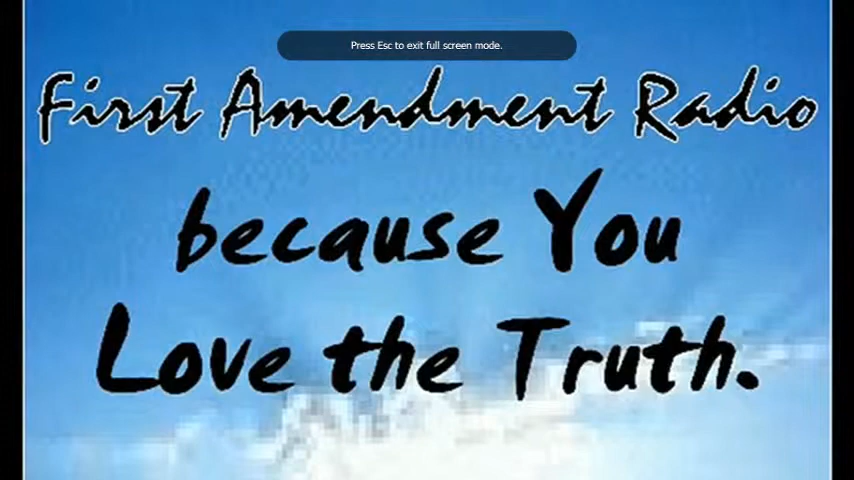 Press Esc to exit full screen mode.
First Amendment Radio
because You
Love the Truth.